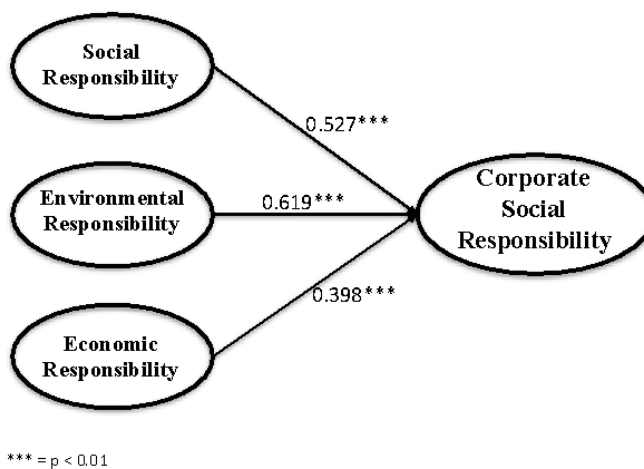 Social
Responsibility
0.527***
Environmental
Responsibility
0.619***
Corporate
Social
Responsibility
0.398***
Economic
Responsibility
*** = p < 0.01